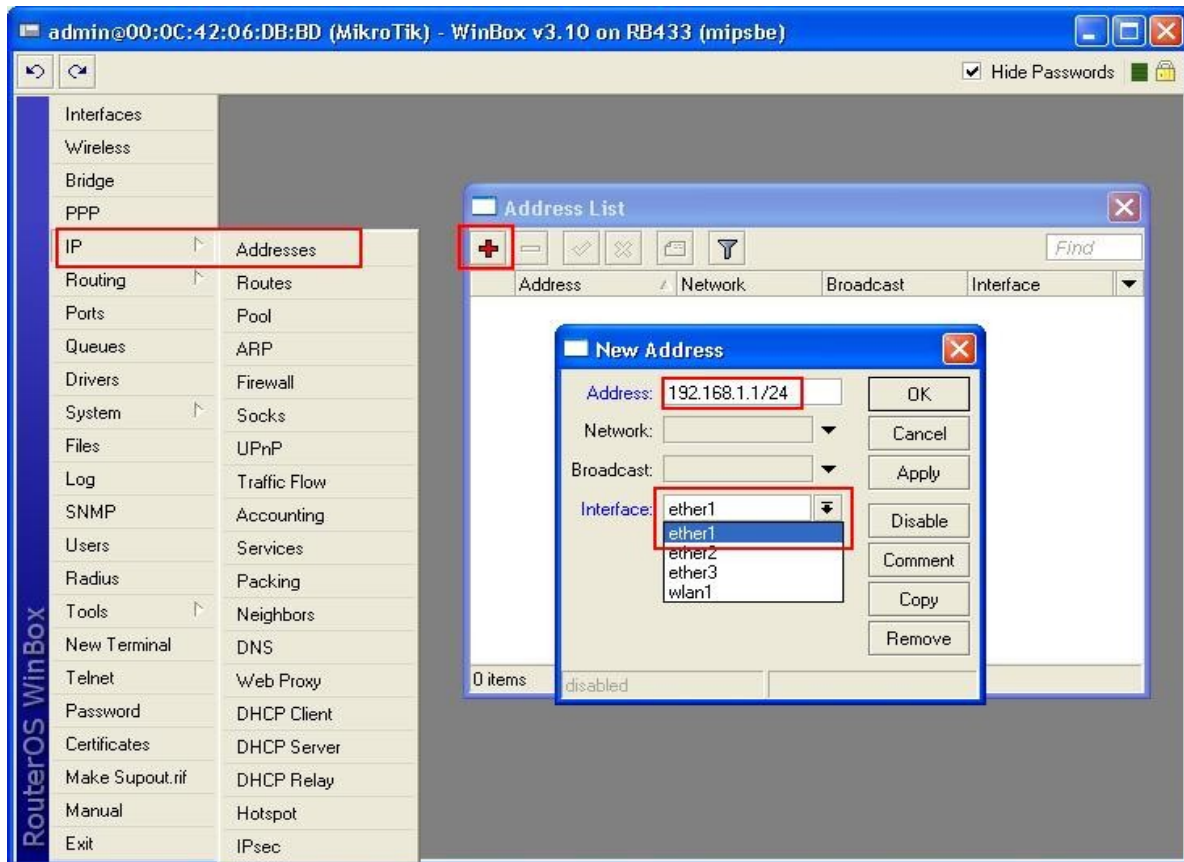 admin@00:0C:42:06:DB:BD (MikroTik) - WinBox v3.10 on RB433 (mipsbe)
Hide Passwords
Interfaces
Wireless
Bridge
PPP
IP
Routing
Ports
Queues
Drivers
System
Files
Log
SNMP
Users
Radius
Tools
New Terminal
Telnet
Password
Certificates
Make Supout.rif
Manual
Exit
RouterOS WinBox
Addresses
Routes
Pool
ARP
Firewall
Socks
UPnP
Traffic Flow
Accounting
Services
Packing
Neighbors
DNS
Web Proxy
DHCP Client
DHCP Server
DHCP Relay
Hotspot
IPsec
Address List
Find
Address Network Broadcast Interface
0 items
New Address
Address: 192.168.1.1/24
Network:
Broadcast:
Interface: ether1
ether1
ether2
ether3
wlan1
OK
Cancel
Apply
Disable
Comment
Copy
Remove
disabled